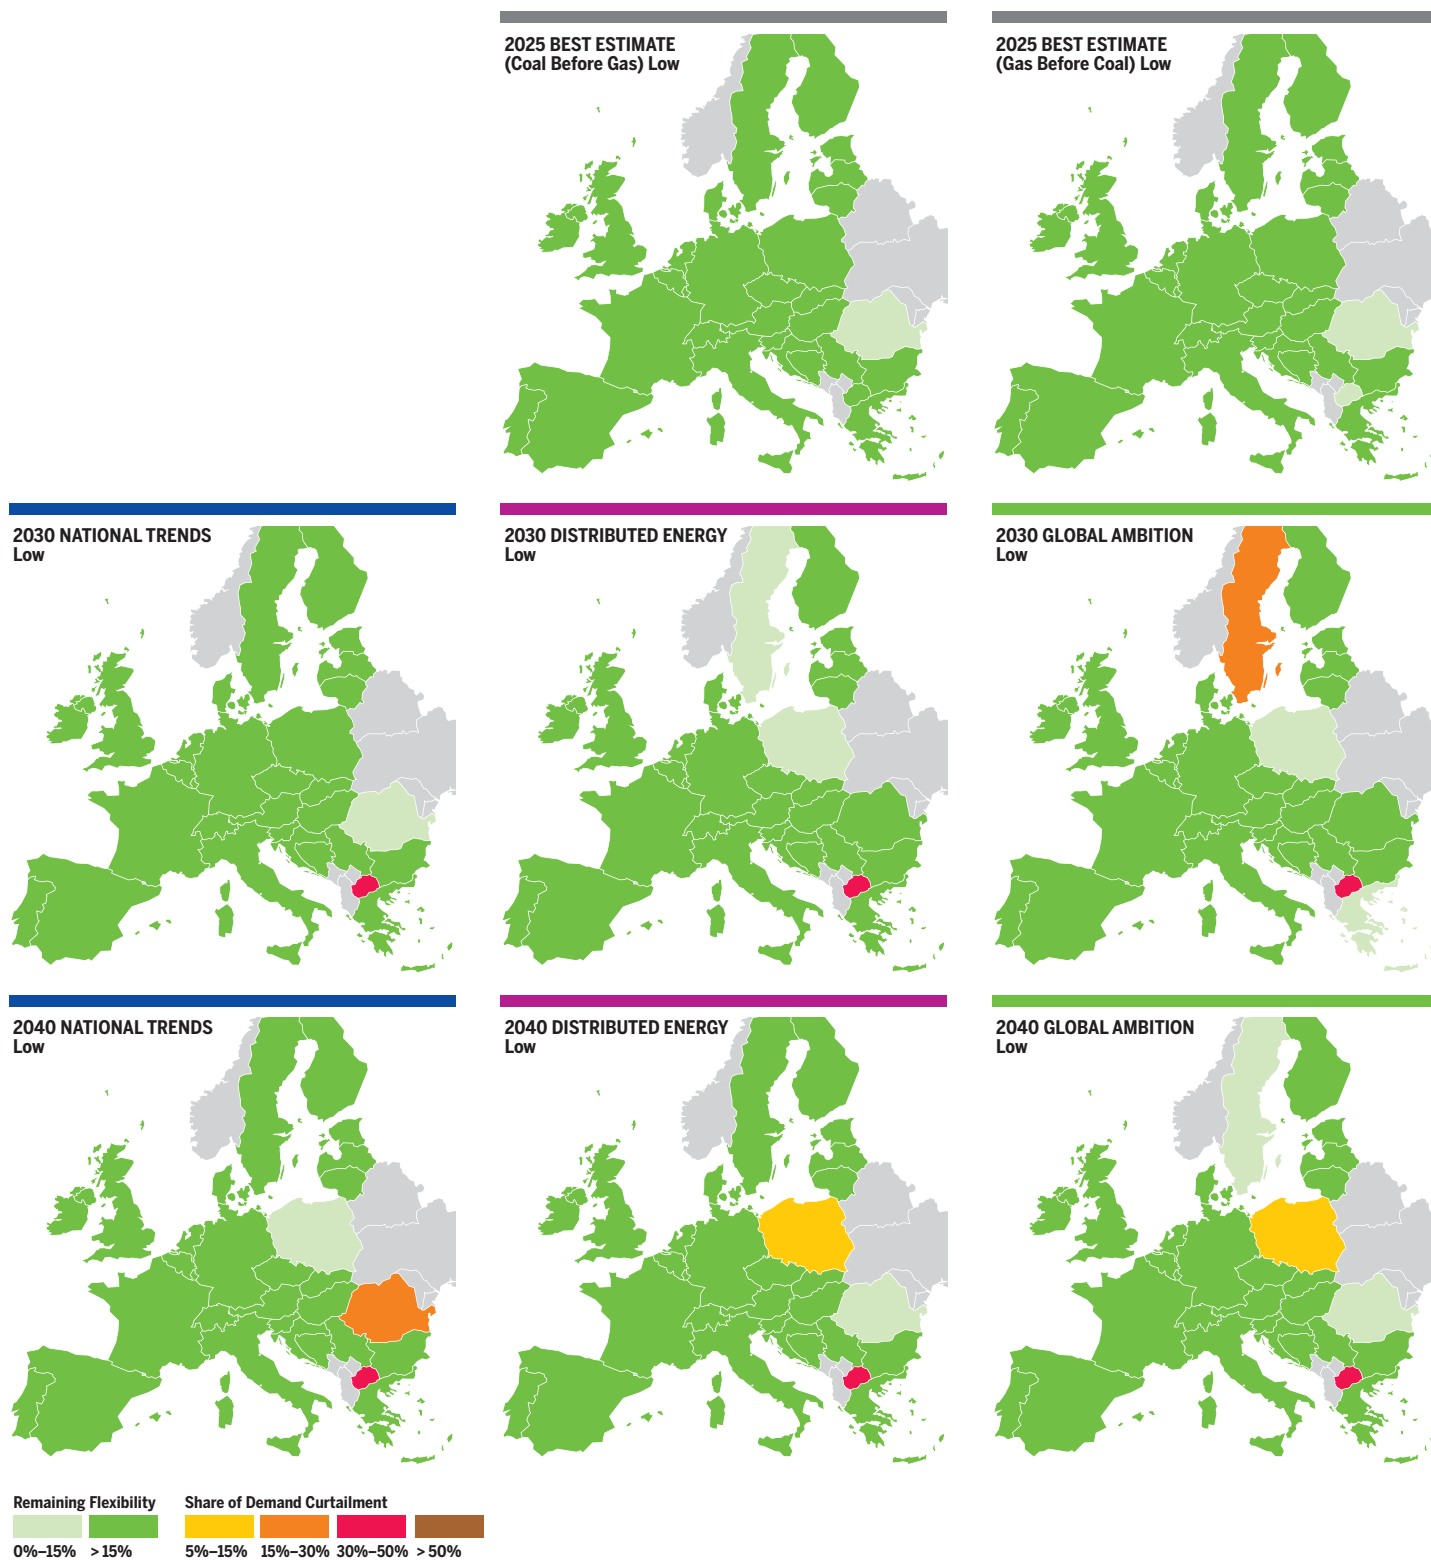 2025 BEST ESTIMATE
(Coal Before Gas) Low
2025 BEST ESTIMATE
(Gas Before Coal) Low
2030 NATIONAL TRENDS
Low
2030 DISTRIBUTED ENERGY
Low
2030 GLOBAL AMBITION
Low
2040 NATIONAL TRENDS
Low
2040 DISTRIBUTED ENERGY
Low
2040 GLOBAL AMBITION
Low
Remaining Flexibility
0%–15% > 15%
Share of Demand Curtailment
5%–15% 15%–30% 30%–50% > 50%